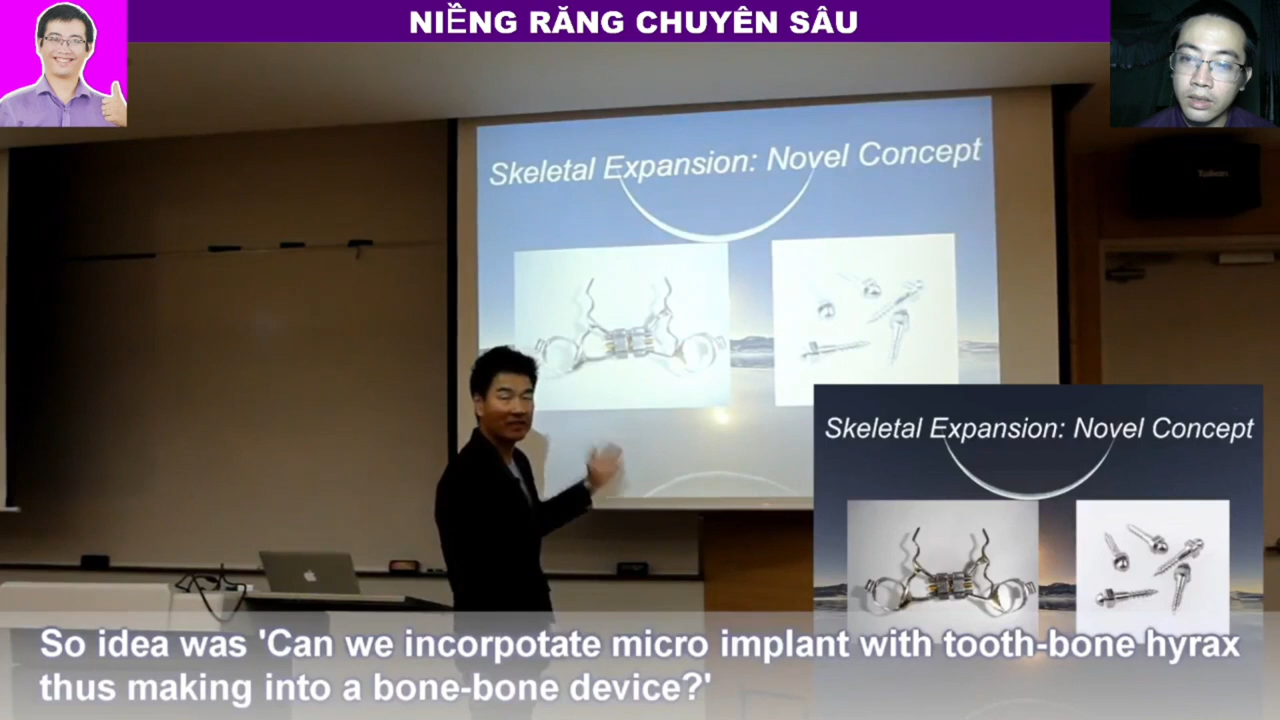 NIỀNG RĂNG CHUYÊN SÂU
Skeletal Expansion: Novel Concept
Skeletal Expansion: Novel Concept
So idea was 'Can we incorpotate micro implant with tooth-bone hyrax
thus making into a bone-bone device?'